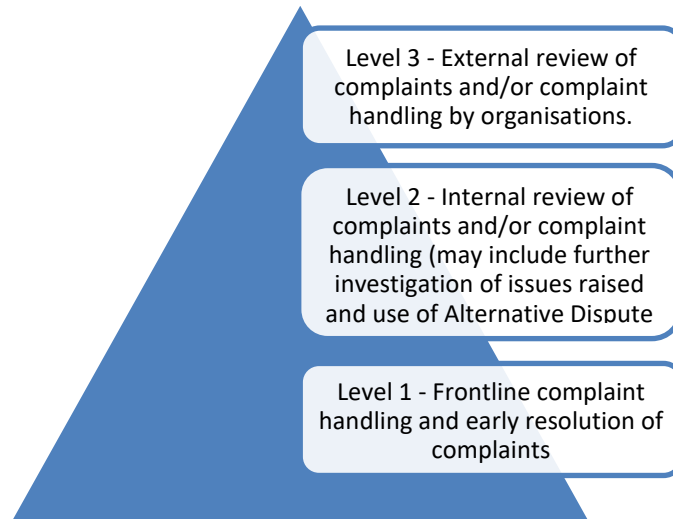 Level 3 - External review of
complaints and/or complaint
handling by organisations.
Level 2 - Internal review of
complaints and/or complaint
handling (may include further
investigation of issues raised
and use of Alternative Dispute
Level 1 - Frontline complaint
handling and early resolution of
complaints